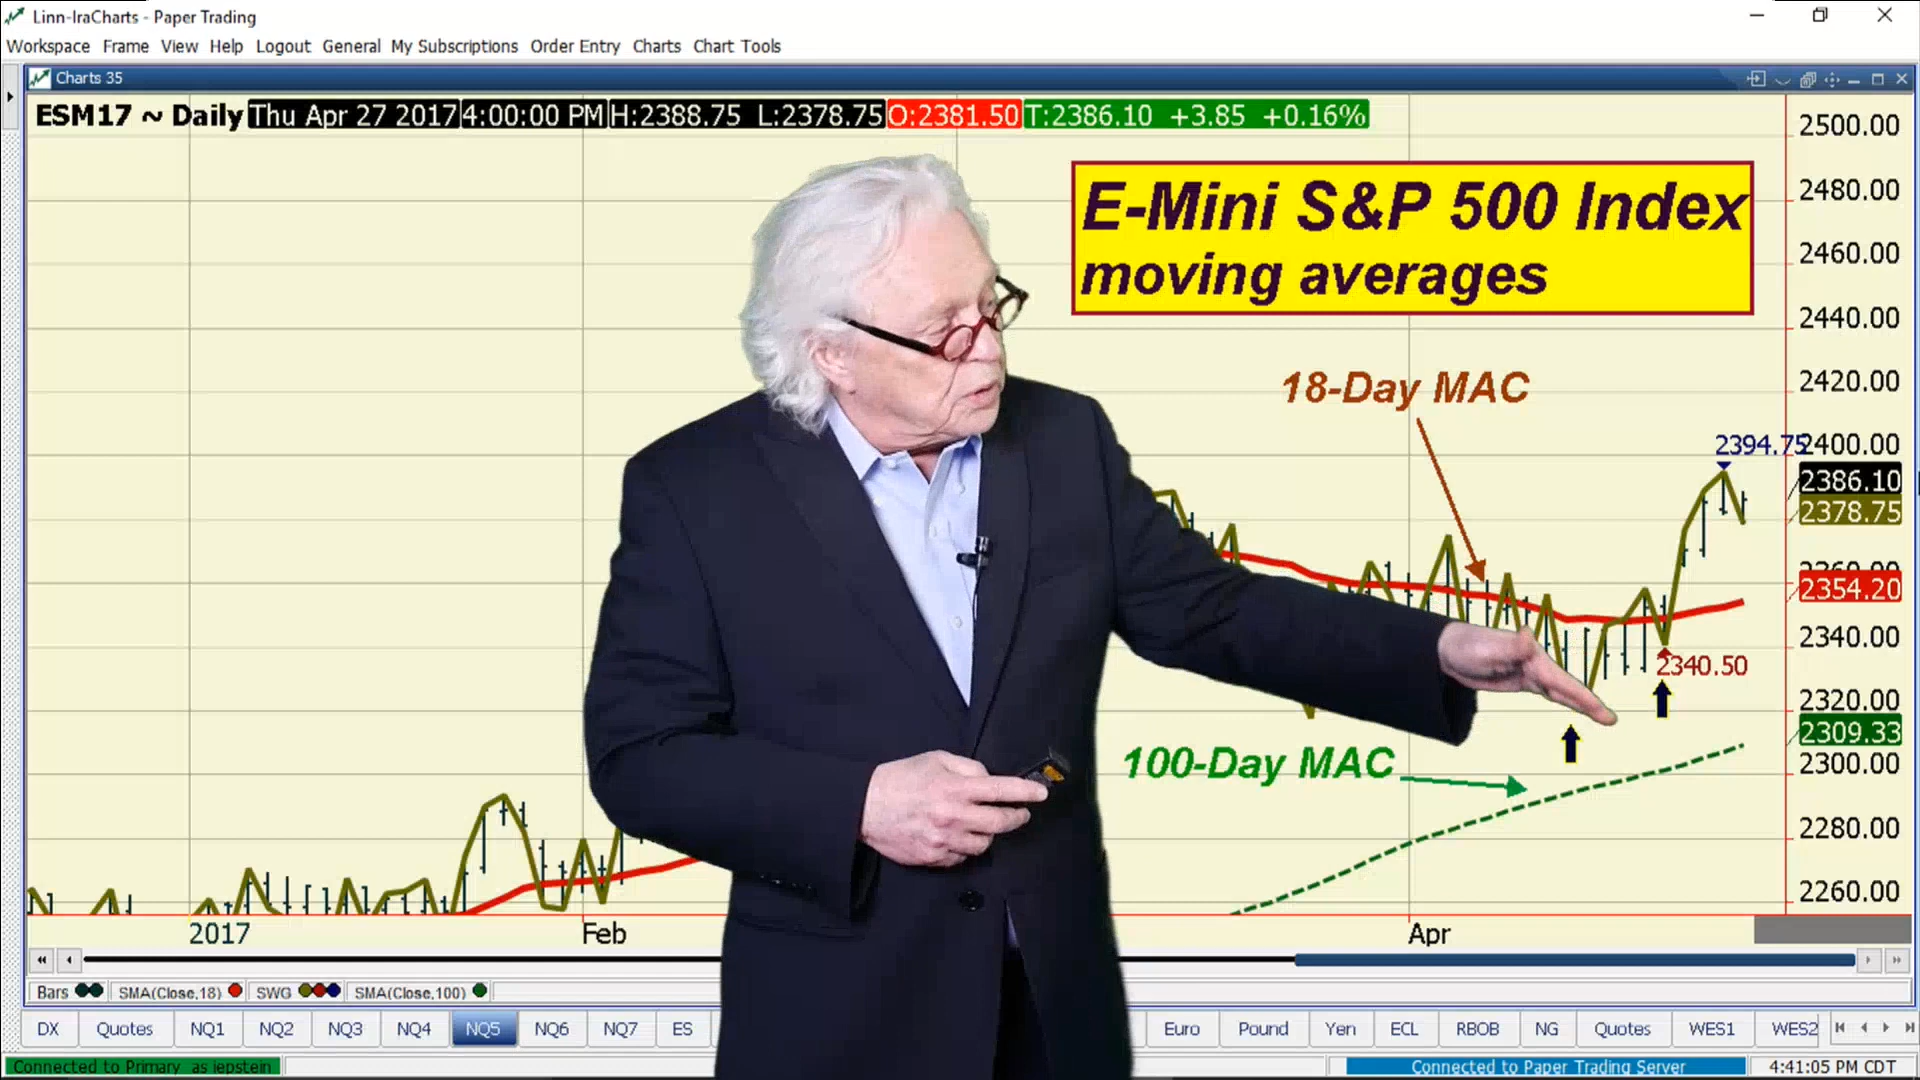 Linn-IraCharts - Paper Trading
Workspace Frame View Help Logout General My Subscriptions Order Entry Charts Chart Tools
Charts 35
ESM17 ~ Daily Thu Apr 27 2017 4:00:00 PM H:2388.75 L:2378.75 O:2381.50 T:2386.10 +3.85 +0.16%
2500.00
E-Mini S&P 500 Index
moving averages
2480.00
2460.00
2440.00
18-Day MAC
2420.00
2394.75
2400.00
2386.10
2378.75
2360.00
2354.20
2340.00
2340.50
2320.00
2309.33
100-Day MAC
2300.00
2280.00
2260.00
2017 Feb Apr
Bars SMA(Close,18) SWG SMA(Close,100)
DX Quotes NQ1 NQ2 NQ3 NQ4 NQ5 NQ6 NQ7 ES Euro Pound Yen ECL RBOB NG Quotes WES1 WES2
Connected to Primary as iepstein Connected to Paper Trading Server 4:41:05 PM CDT